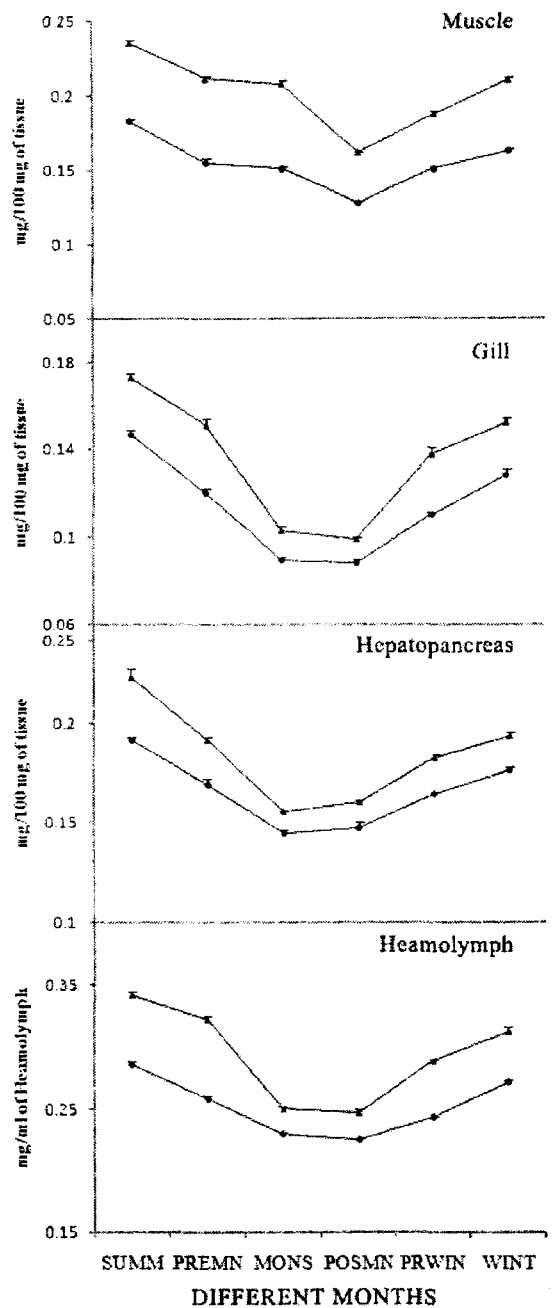 Muscle
0.25
0.2
0.15
0.1
0.05
mg/100 mg of tissue
Gill
0.18
0.14
0.1
0.06
mg/100 mg of tissue
Hepatopancreas
0.25
0.2
0.15
0.1
mg/100 mg of tissue
Heamolymph
0.35
0.25
0.15
mg/ml of Heamolymph
SUMM PREMN MONS POSMN PRWIN WINT
DIFFERENT MONTHS